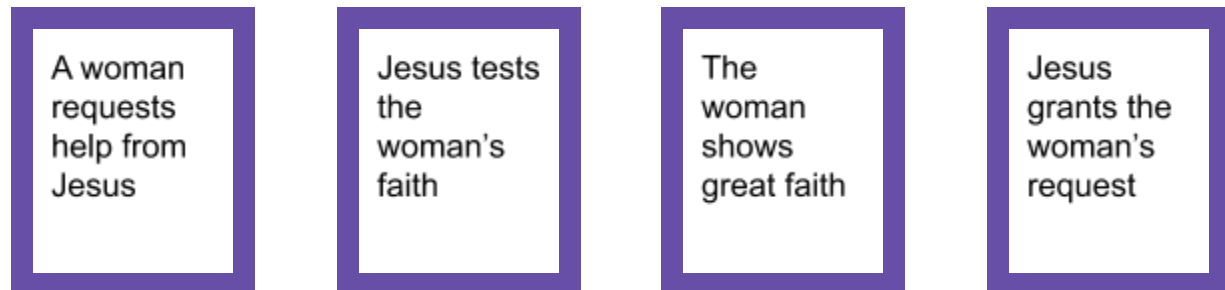 A woman
requests
help from
Jesus
Jesus tests
the
woman's
faith
The
woman
shows
great faith
Jesus
grants the
woman's
request